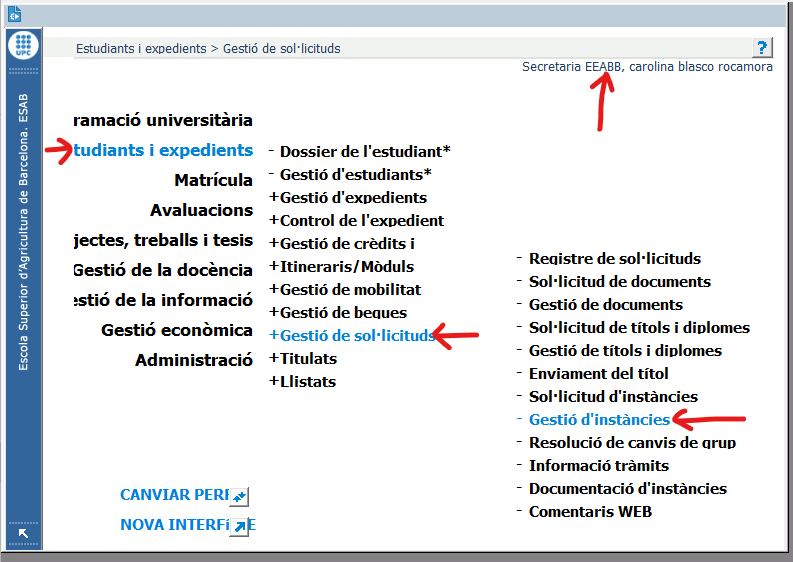 Estudiants i expedients > Gestió de sol·licituds
?
Secretaria EEABB, carolina blasco rocamora
UPC
Escola Superior d'Agricultura de Barcelona. ESAB
ramació universitària
tudiants i expedients
Matrícula
Avaluacions
jectes, treballs i tesis
Gestió de la docència
estió de la informació
Gestió econòmica
Administració
- Dossier de l'estudiant*
- Gestió d'estudiants*
+Gestió d'expedients
+Control de l'expedient
+Gestió de crèdits i
+Itineraris/Mòduls
+Gestió de mobilitat
+Gestió de beques
+Gestió de sol·licituds
+Titulats
+Llistats
- Registre de sol·licituds
- Sol·licitud de documents
- Gestió de documents
- Sol·licitud de títols i diplomes
- Gestió de títols i diplomes
- Enviament del títol
- Sol·licitud d'instàncies
- Gestió d'instàncies
- Resolució de canvis de grup
- Informació tràmits
- Documentació d'instàncies
- Comentaris WEB
CANVIAR PERF
NOVA INTERFÍ E